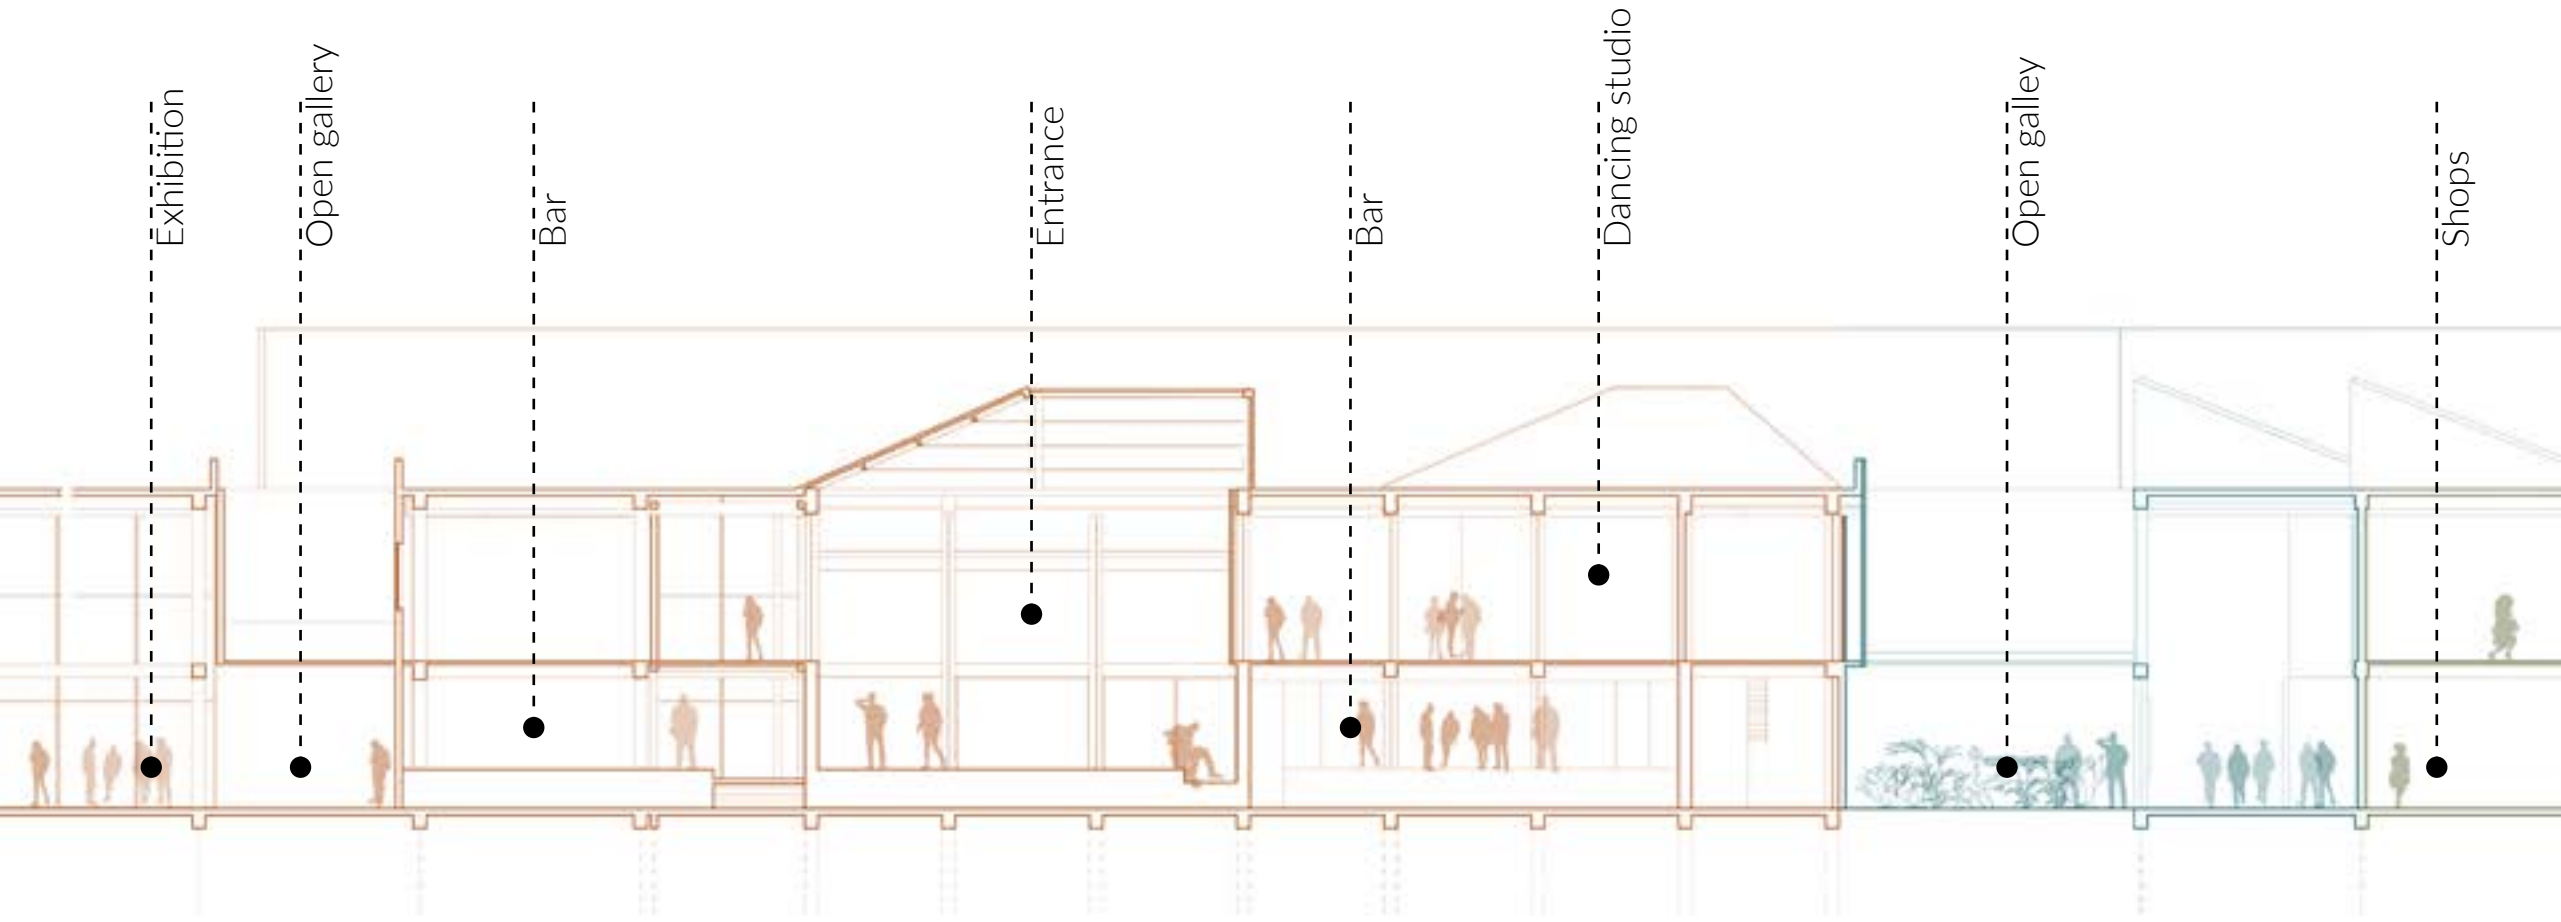 Exhibition
Open gallery
Bar
Entrance
Bar
Dancing studio
Open galley
Shops